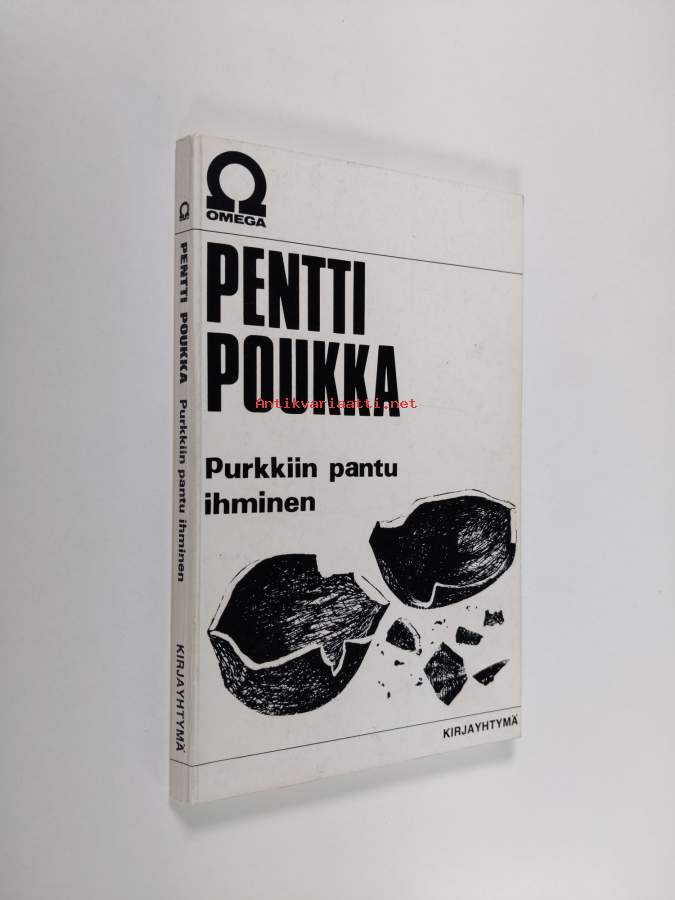 OMEGA
PENTTI
POUKKA
Antikvariaatti.net
Purkkiin pantu
ihminen
KIRJAYHTYMÄ
PENTTI POUKKA Purkkiin pantu ihminen KIRJAYHTYMÄ